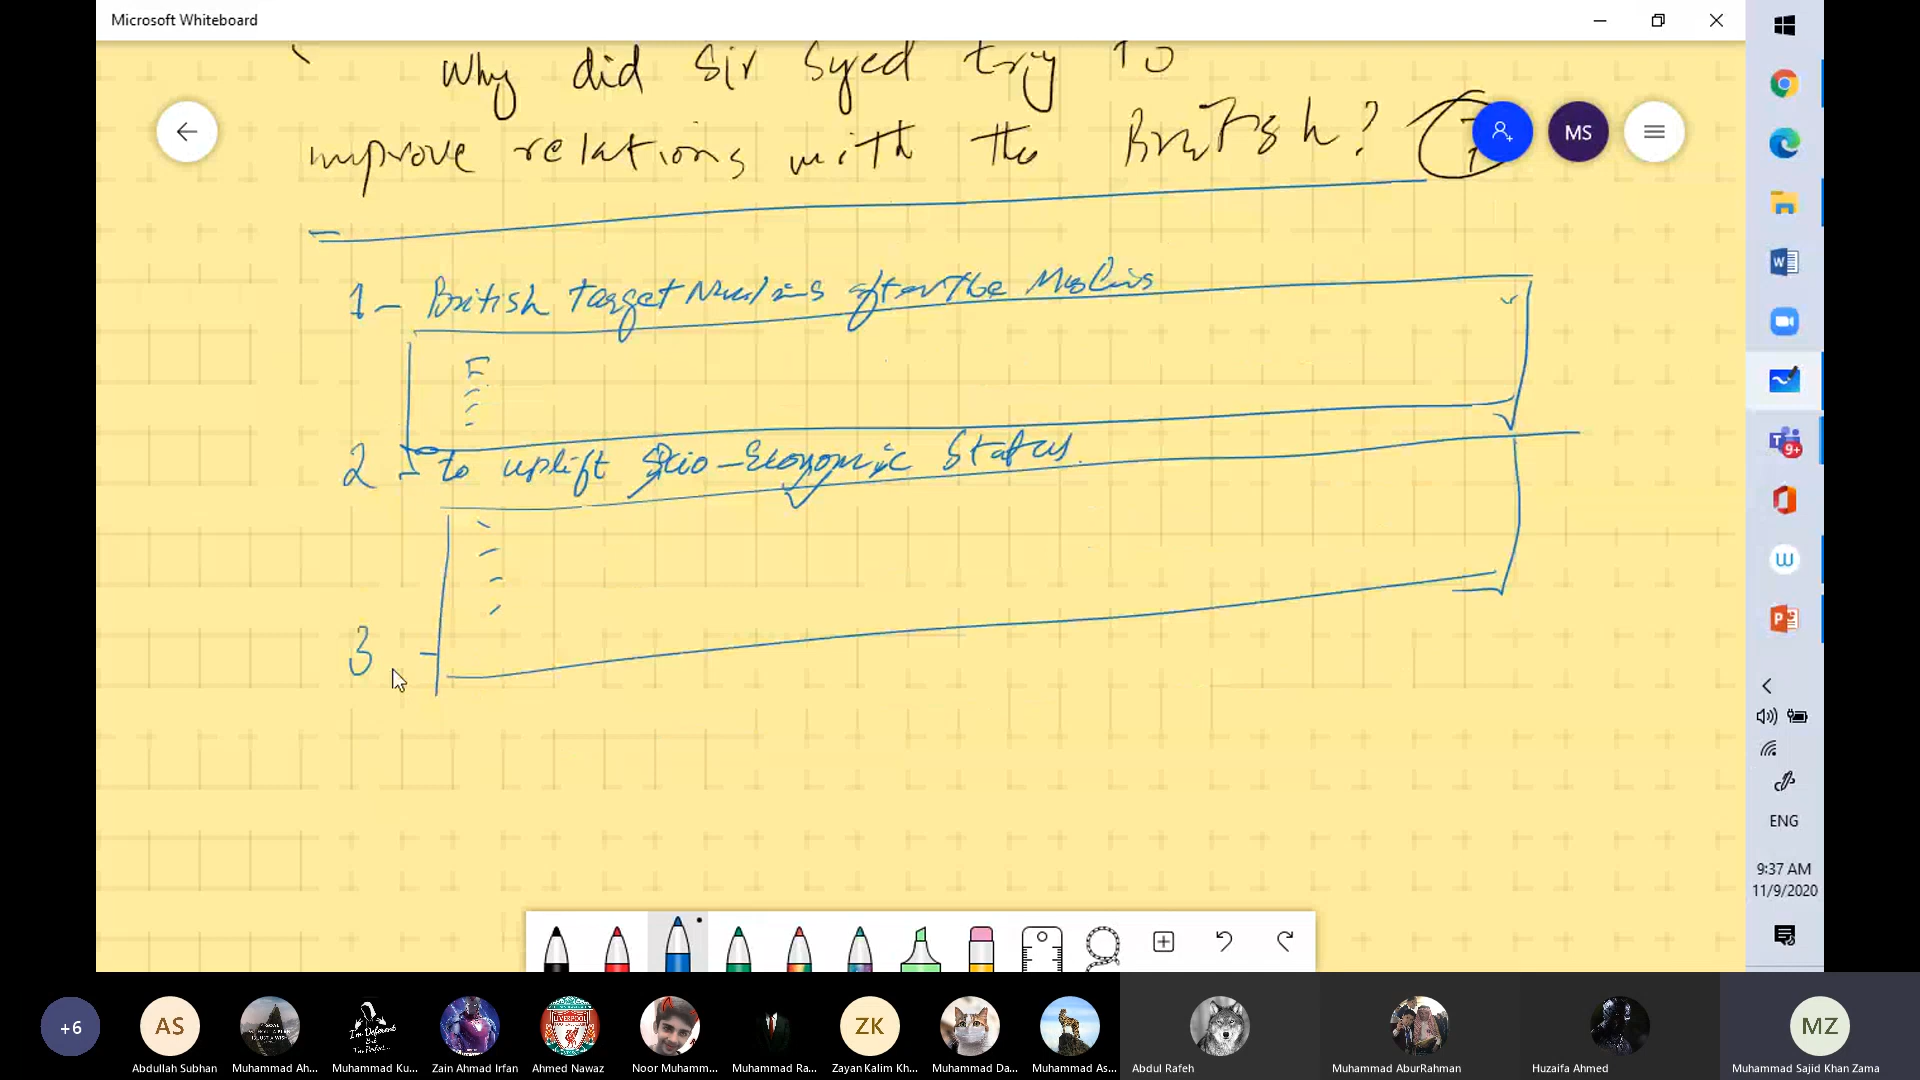 Microsoft Whiteboard
Why did Sir Syed try to
improve relations with the British?
MS
1- British target Muslims after the Muslims
2- to uplift Socio-Economic Status.
3 -
W
9+
ENG
9:37 AM
11/9/2020
+6
AS
ZK
MZ
Abdullah Subhan
Muhammad Ah...
Muhammad Ku...
Zain Ahmad Irfan
Ahmed Nawaz
Noor Muhamm...
Muhammad Ra...
Zayan Kalim Kh...
Muhammad Da...
Muhammad As...
Abdul Rafeh
Muhammad AburRahman
Huzaifa Ahmed
Muhammad Sajid Khan Zama